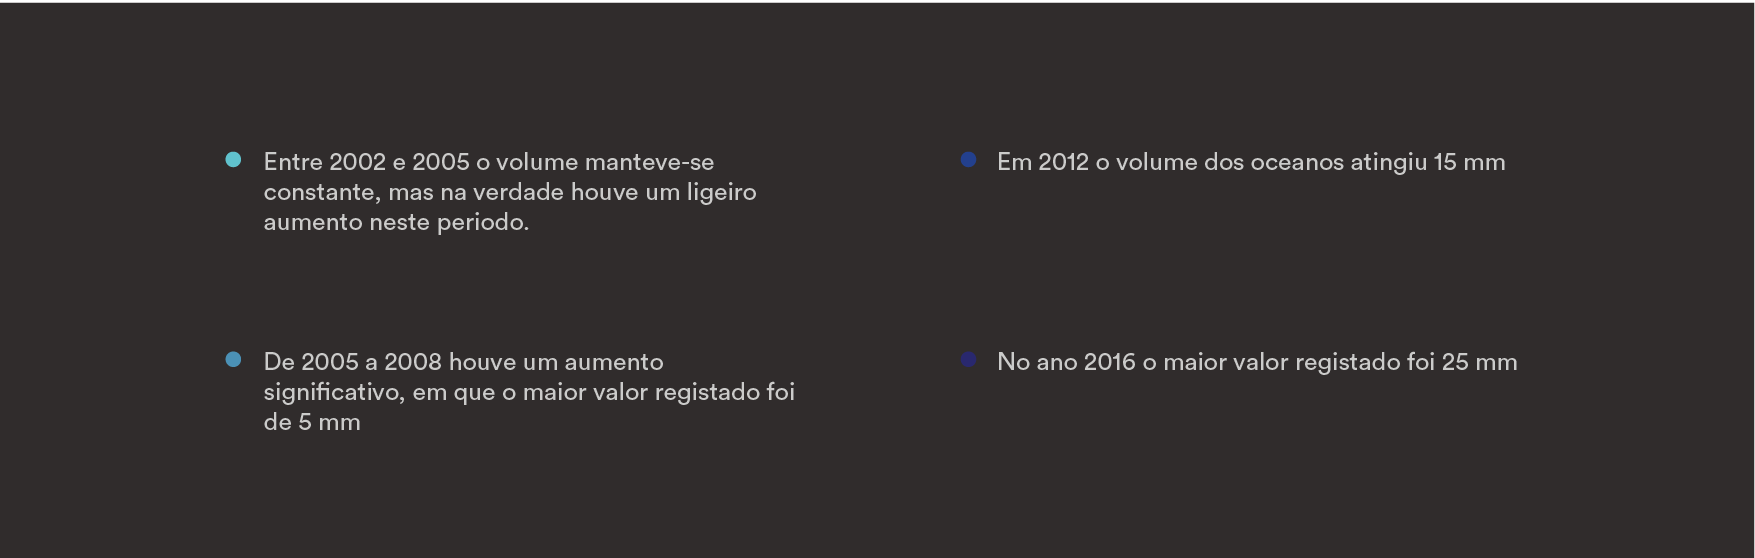 Entre 2002 e 2005 o volume manteve-se
constante, mas na verdade houve um ligeiro
aumento neste periodo.
De 2005 a 2008 houve um aumento
significativo, em que o maior valor registado foi
de 5 mm
Em 2012 o volume dos oceanos atingiu 15 mm
No ano 2016 o maior valor registado foi 25 mm